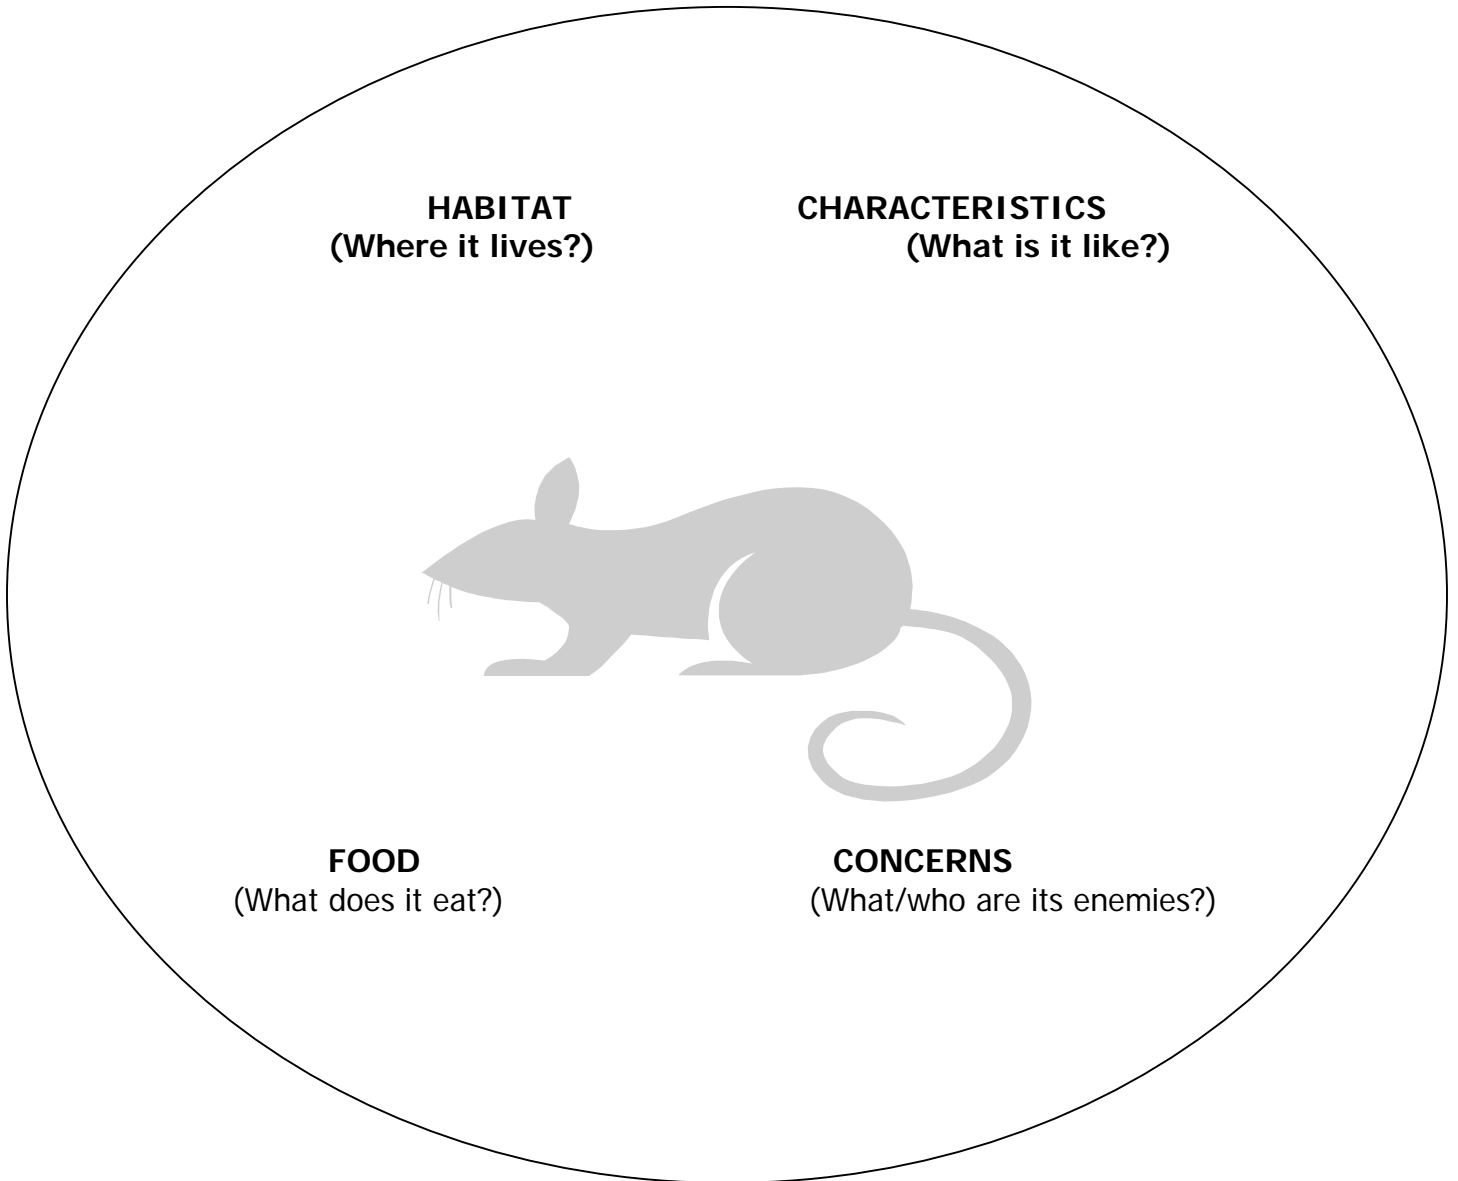 HABITAT
(Where it lives?)
CHARACTERISTICS
(What is it like?)
FOOD
(What does it eat?)
CONCERNS
(What/who are its enemies?)